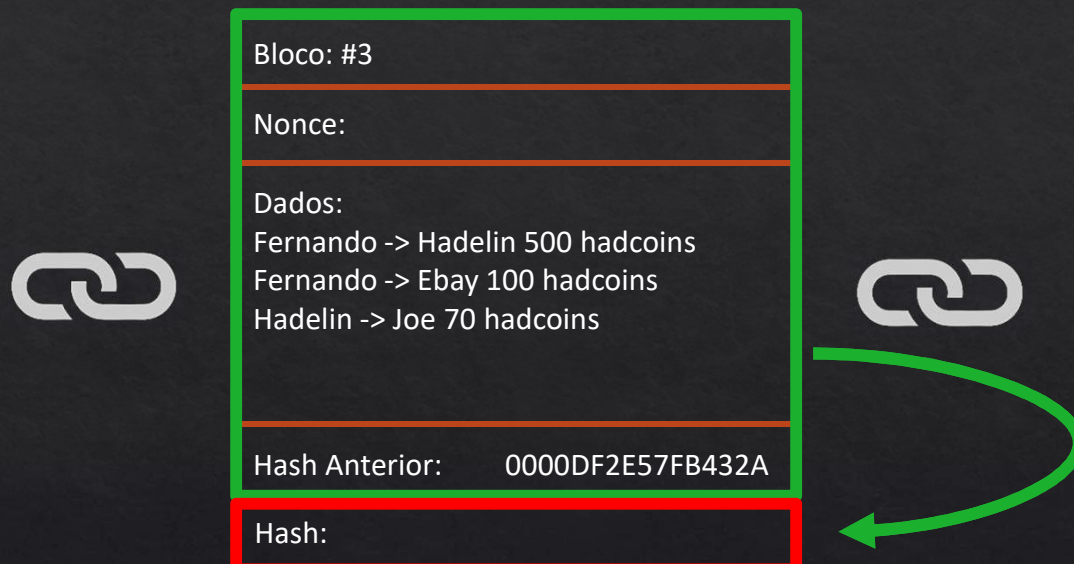 Bloco: #3
Nonce:
Dados:
Fernando -> Hadelin 500 hadcoins
Fernando -> Ebay 100 hadcoins
Hadelin -> Joe 70 hadcoins
Hash Anterior: 0000DF2E57FB432A
Hash: